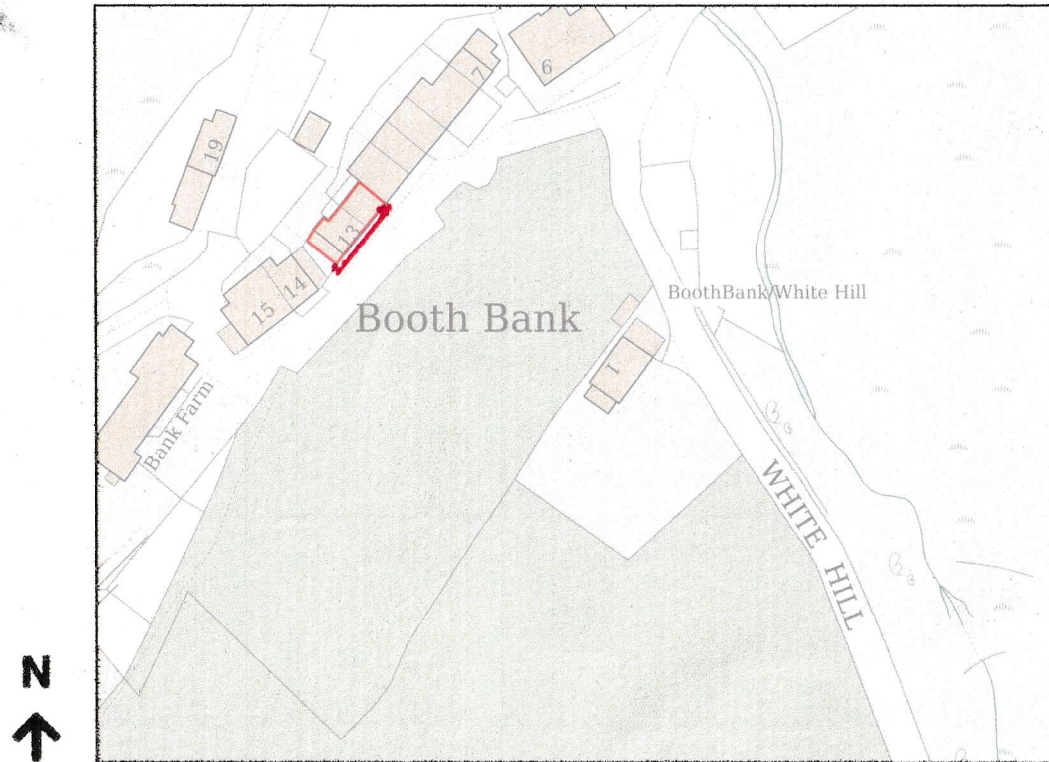 6
7
19
13
14
15
Booth Bank
BoothBank/White Hill
1
Bank Farm
WHITE HILL
N